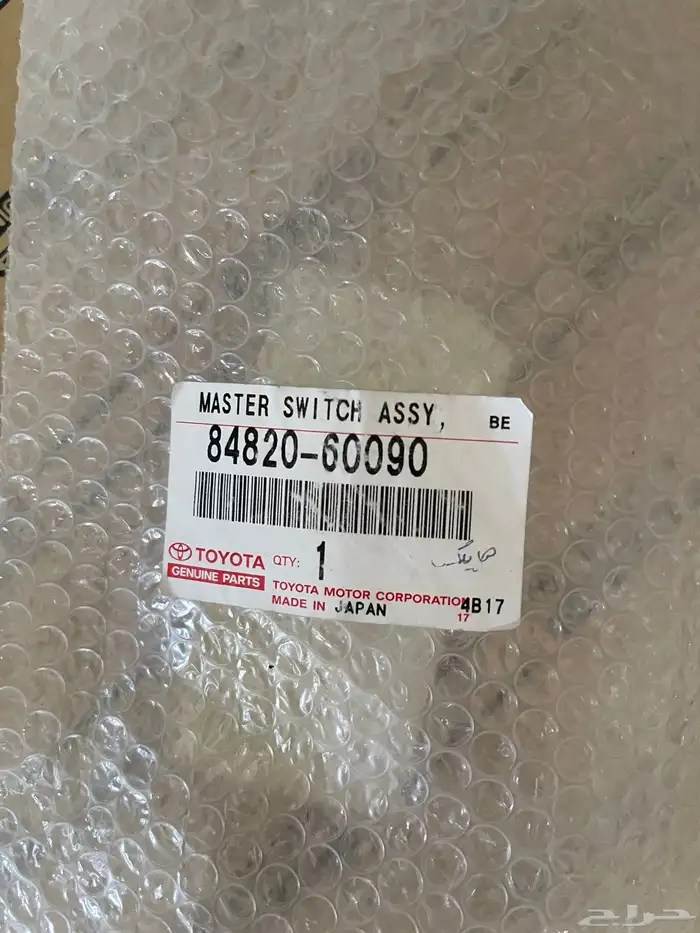 MASTER SWITCH ASSY, BE
84820-60090
TOYOTA QTY: 1
GENUINE PARTS
هايلكس
TOYOTA MOTOR CORPORATION 4B17
MADE IN JAPAN 17
حراج